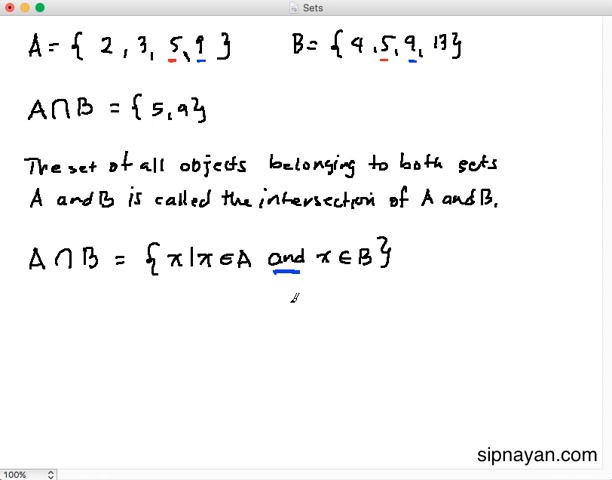 Sets
A = { 2 , 3 , 5 , 9 } B = { 4 , 5 , 9 , 13 }
A ∩ B = { 5 , 9 }
The set of all objects belonging to both sets
A and B is called the intersection of A and B.
A ∩ B = { x | x ∈ A and x ∈ B }
sipnayan.com
100%